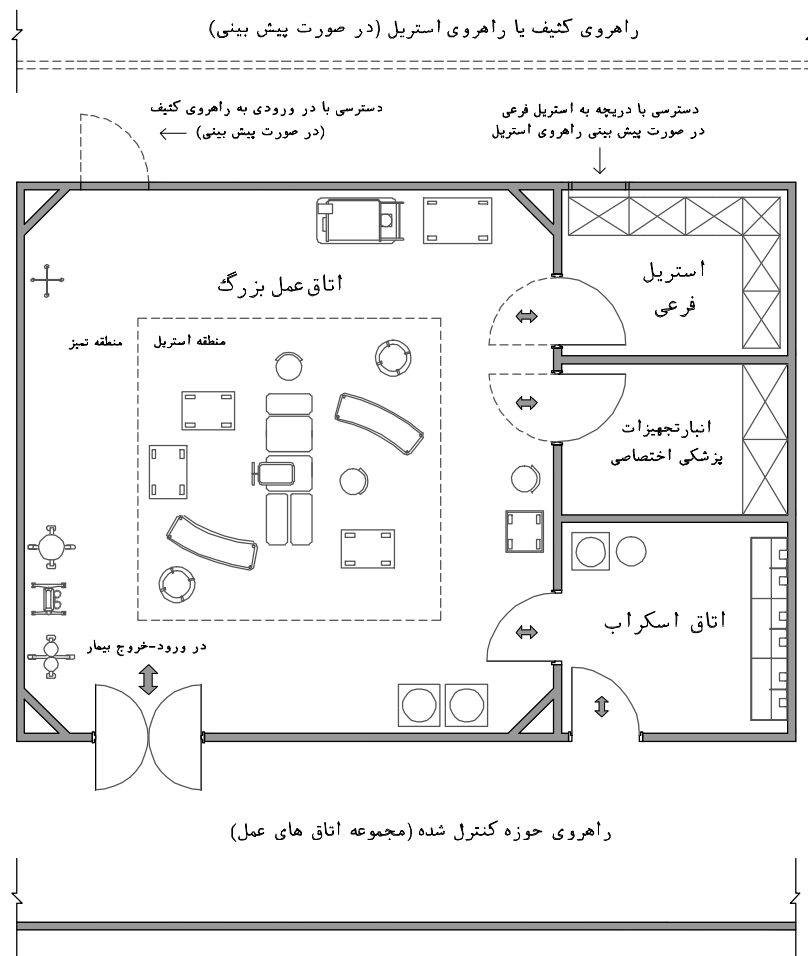 راهروی کثیف یا راهروی استریل (در صورت پیش بینی)
دسترسی با دریچه به استریل فرعی
در صورت پیش بینی راهروی استریل
دسترسی با در ورودی به راهروی کثیف
(در صورت پیش بینی)
استریل
فرعی
اتاق عمل بزرگ
منطقه استریل
منطقه تمیز
انبار تجهیزات
پزشکی اختصاصی
اتاق اسکراب
در ورود-خروج بیمار
راهروی حوزه کنترل شده (مجموعه اتاق های عمل)